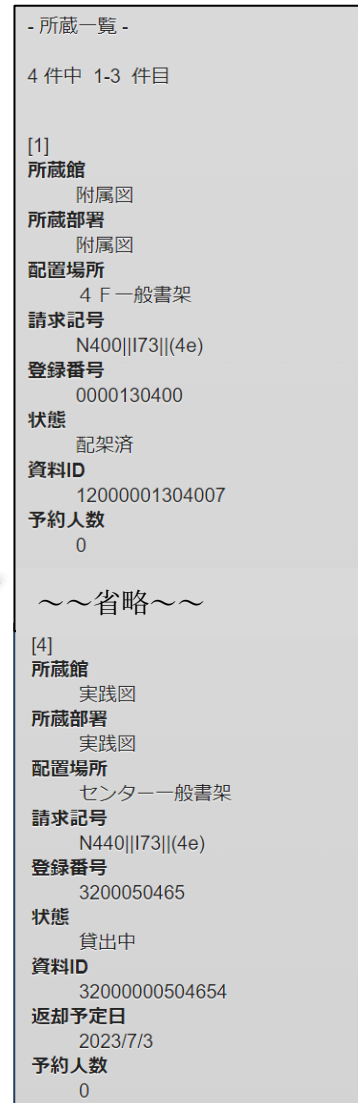 - 所蔵一覧 -
4 件中 1-3 件目
[1]
所蔵館
附属図
所蔵部署
附属図
配置場所
４Ｆ一般書架
請求記号
N400||I73||(4e)
登録番号
0000130400
状態
配架済
資料ID
12000001304007
予約人数
0
～～省略～～
[4]
所蔵館
実践図
所蔵部署
実践図
配置場所
センター一般書架
請求記号
N440||I73||(4e)
登録番号
3200050465
状態
貸出中
資料ID
32000000504654
返却予定日
2023/7/3
予約人数
0